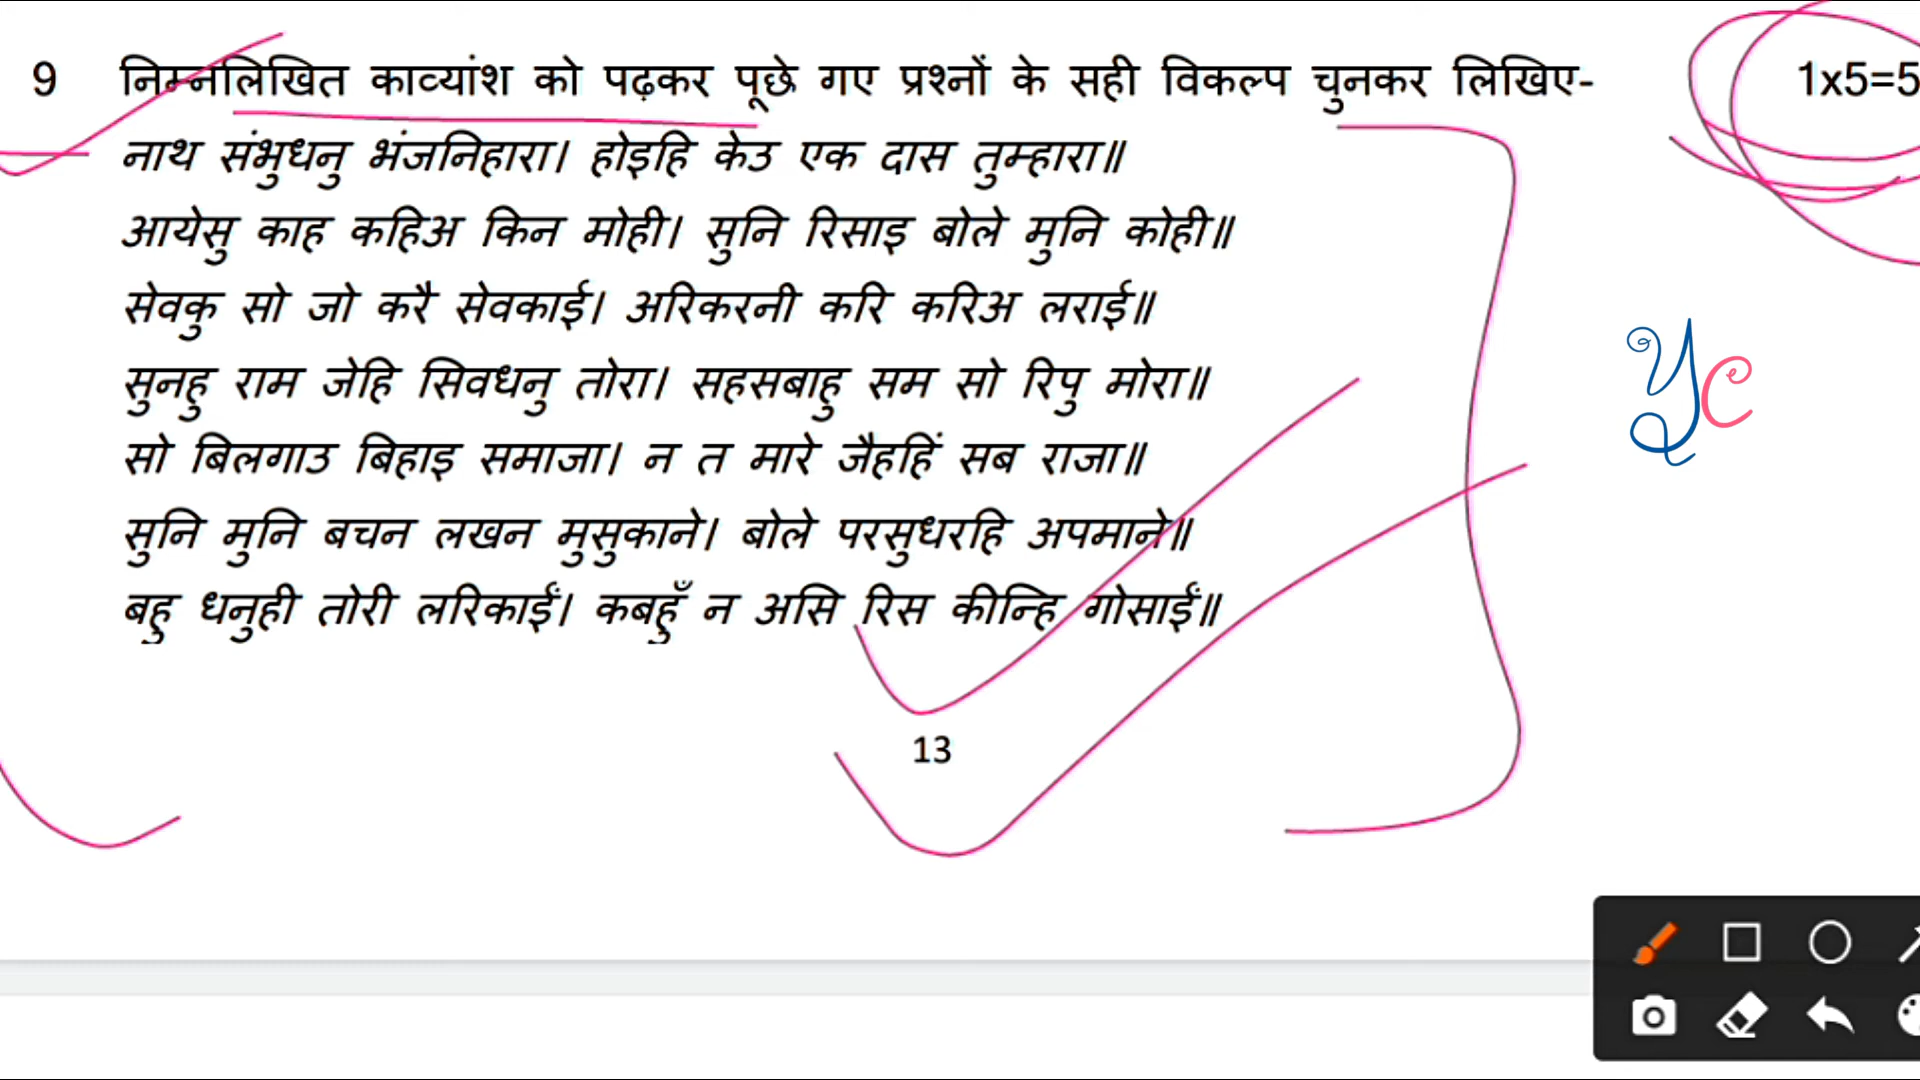 9 निम्नलिखित काव्यांश को पढ़कर पूछे गए प्रश्नों के सही विकल्प चुनकर लिखिए- 1x5=5
नाथ संभुधनु भंजनिहारा। होइहि केउ एक दास तुम्हारा॥
आयेसु काह कहिअ किन मोही। सुनि रिसाइ बोले मुनि कोही॥
सेवकु सो जो करै सेवकाई। अरिकरनी करि करिअ लराई॥
सुनहु राम जेहि सिवधनु तोरा। सहसबाहु सम सो रिपु मोरा॥
सो बिलगाउ बिहाइ समाजा। न त मारे जैहहिं सब राजा॥
सुनि मुनि बचन लखन मुसुकाने। बोले परसुधरहि अपमाने॥
बहु धनुही तोरी लरिकाईं। कबहुँ न असि रिस कीन्हि गोसाईं॥
13
YC